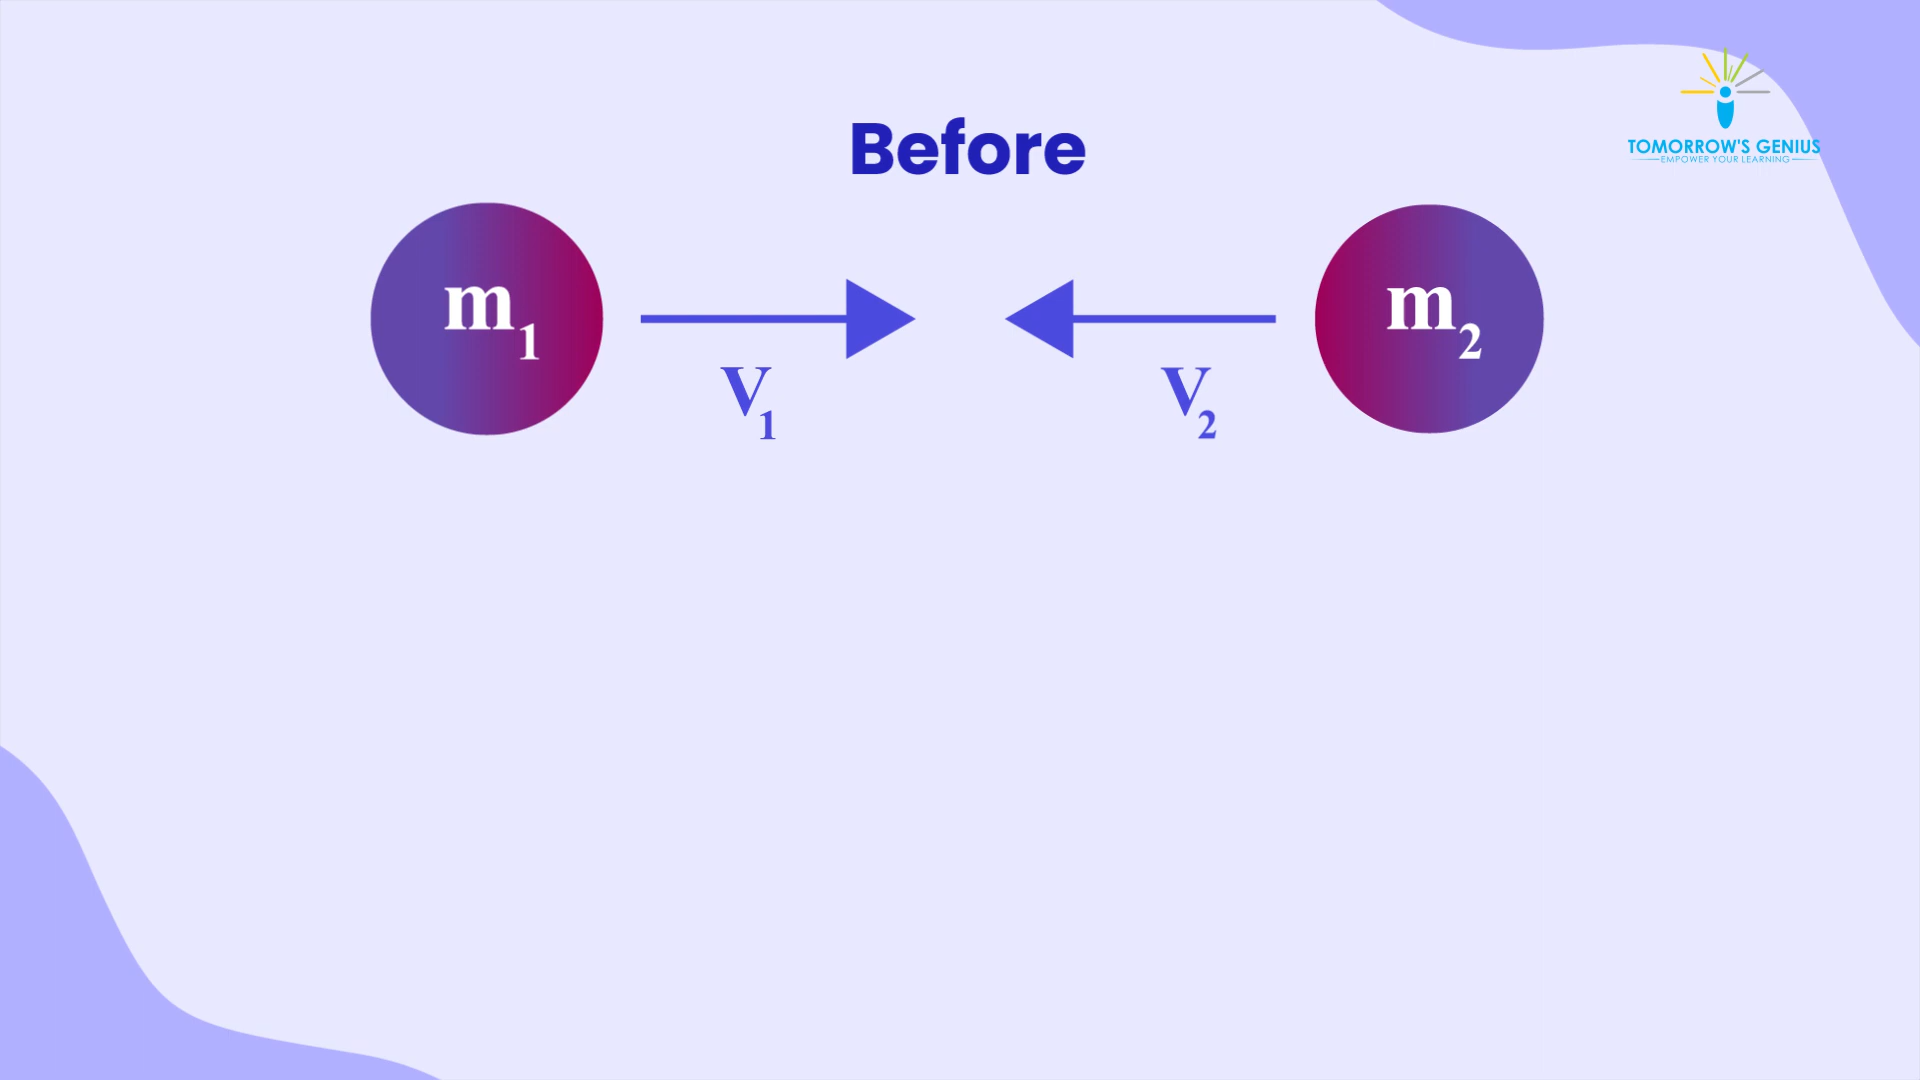 Before
TOMORROW'S GENIUS
EMPOWER YOUR LEARNING
m₁
m₂
V₁
V₂